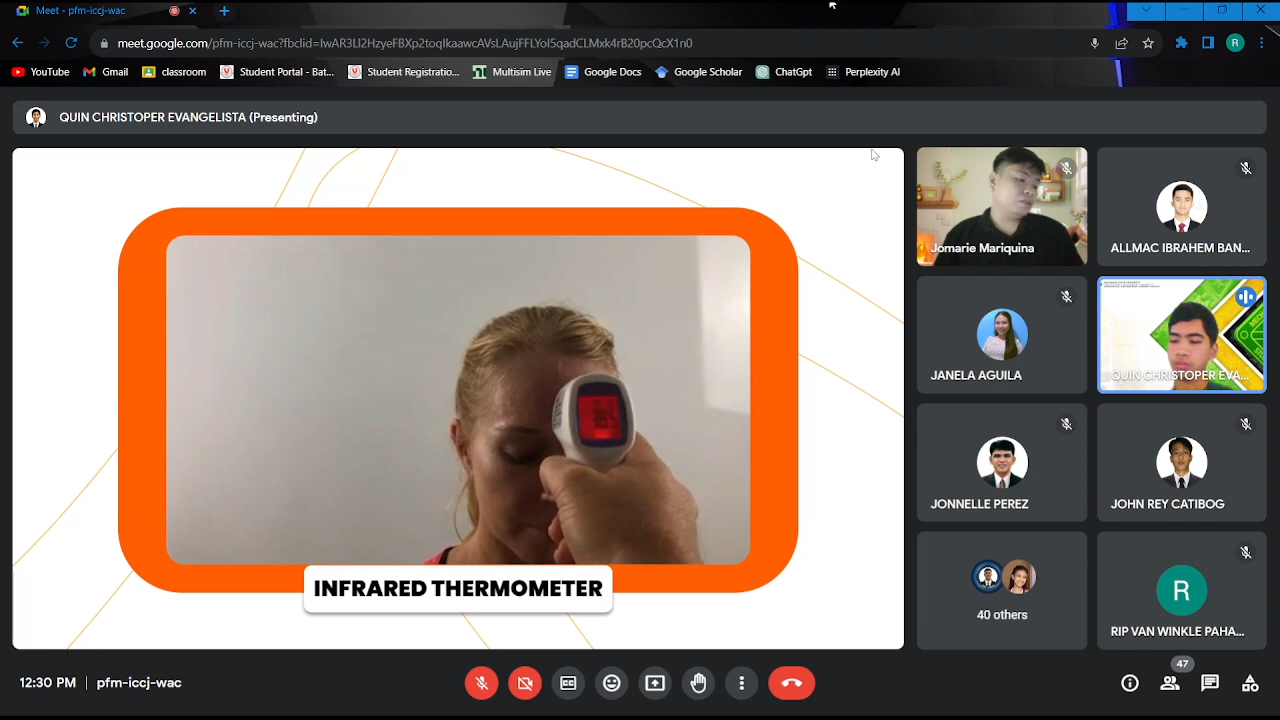 Meet - pfm-iccj-wac
meet.google.com/pfm-iccj-wac?fbclid=IwAR3Ll2HzyeFBXp2toqIkaawcAVsLAujFFLYoI5qadCLMxk4rB20pcQcX1n0
R
YouTube
Gmail
classroom
Student Portal - Bat...
Student Registratio...
Multisim Live
Google Docs
Google Scholar
ChatGpt
Perplexity AI
QUIN CHRISTOPER EVANGELISTA (Presenting)
INFRARED THERMOMETER
Jomarie Mariquina
ALLMAC IBRAHEM BAN...
JANELA AGUILA
QUIN CHRISTOPER EVA...
JONNELLE PEREZ
JOHN REY CATIBOG
40 others
R
RIP VAN WINKLE PAHA...
12:30 PM
pfm-iccj-wac
47